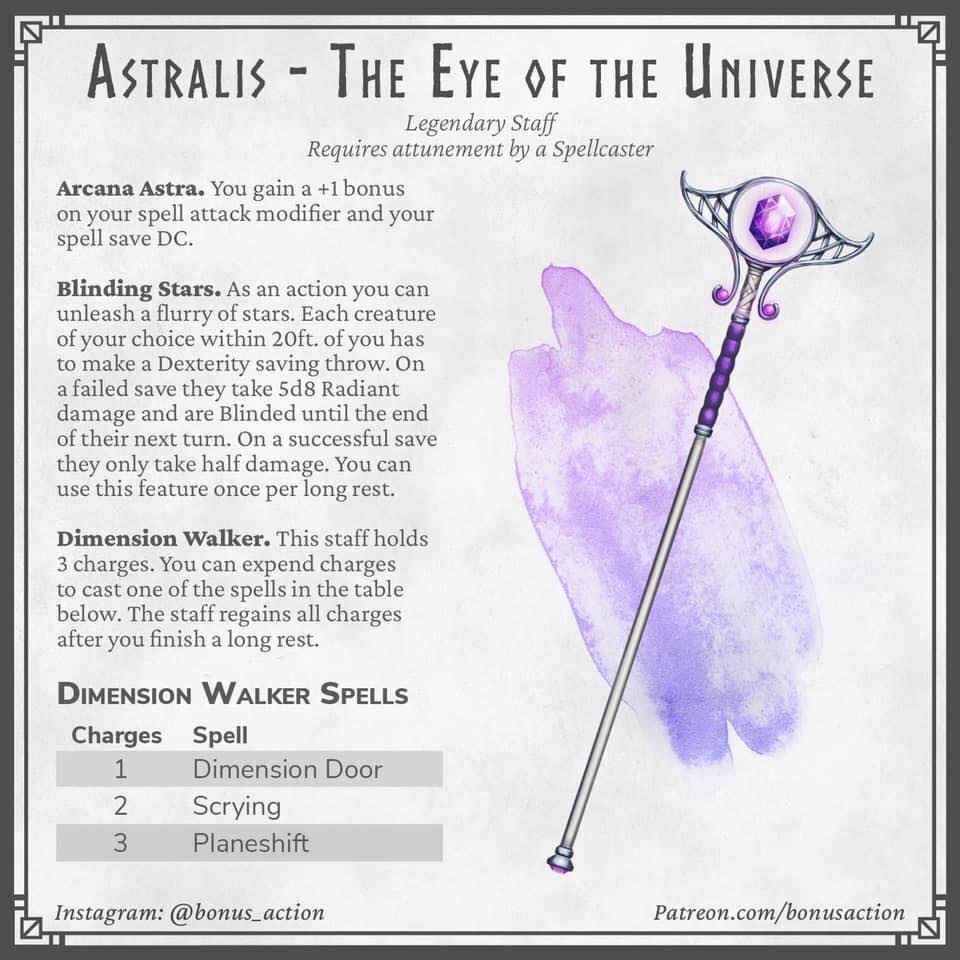 Astralis - The Eye of the Universe
Legendary Staff
Requires attunement by a Spellcaster
Arcana Astra. You gain a +1 bonus
on your spell attack modifier and your
spell save DC.
Blinding Stars. As an action you can
unleash a flurry of stars. Each creature
of your choice within 20ft. of you has
to make a Dexterity saving throw. On
a failed save they take 5d8 Radiant
damage and are Blinded until the end
of their next turn. On a successful save
they only take half damage. You can
use this feature once per long rest.
Dimension Walker. This staff holds
3 charges. You can expend charges
to cast one of the spells in the table
below. The staff regains all charges
after you finish a long rest.
Dimension Walker Spells
Charges Spell
1 Dimension Door
2 Scrying
3 Planeshift
Instagram: @bonus_action
Patreon.com/bonusaction